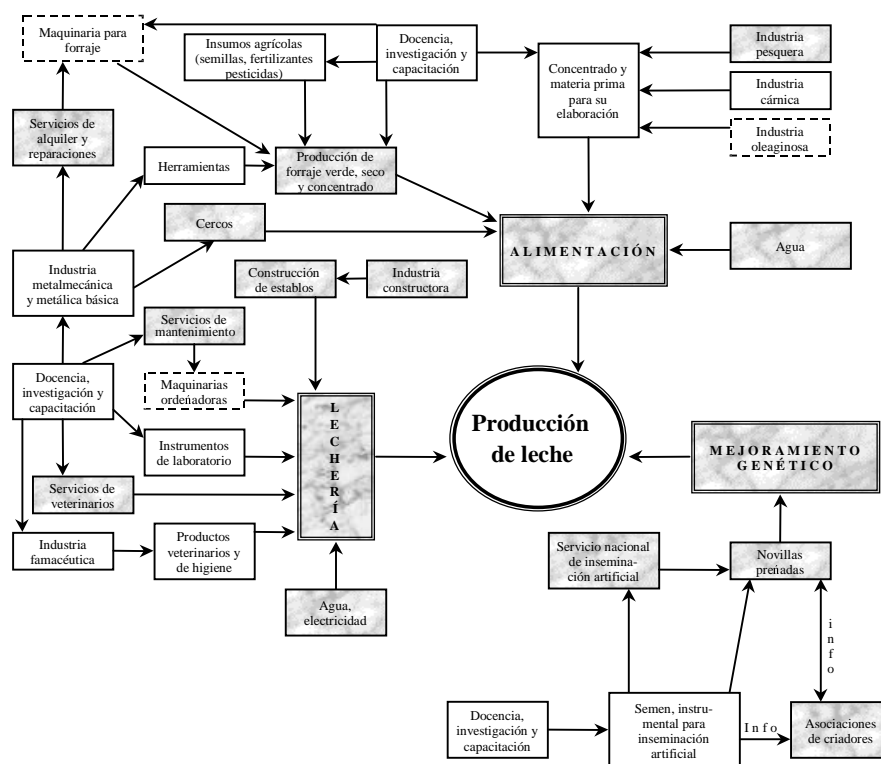 Maquinaria para
forraje
Insumos agrícolas
(semillas, fertilizantes
pesticidas)
Docencia,
investigación y
capacitación
Concentrado y
materia prima
para su
elaboración
Industria
pesquera
Industria
cárnica
Industria
oleaginosa
Servicios de
alquiler y
reparaciones
Herramientas
Producción de
forraje verde, seco
y concentrado
Cercos
ALIMENTACIÓN
Agua
Industria
metalmecánica
y metálica básica
Construcción
de establos
Industria
constructora
Servicios de
mantenimiento
Docencia,
investigación y
capacitación
Maquinarias
ordeñadoras
LECHERÍA
Producción
de leche
Instrumentos
de laboratorio
MEJORAMIENTO
GENÉTICO
Servicios de
veterinarios
Industria
famacéutica
Productos
veterinarios y
de higiene
Servicio nacional
de insemina-
ción artificial
Novillas
preñadas
Agua,
electricidad
info
Docencia,
investigación y
capacitación
Semen, instru-
mental para
inseminación
artificial
Info
Asociaciones
de criadores